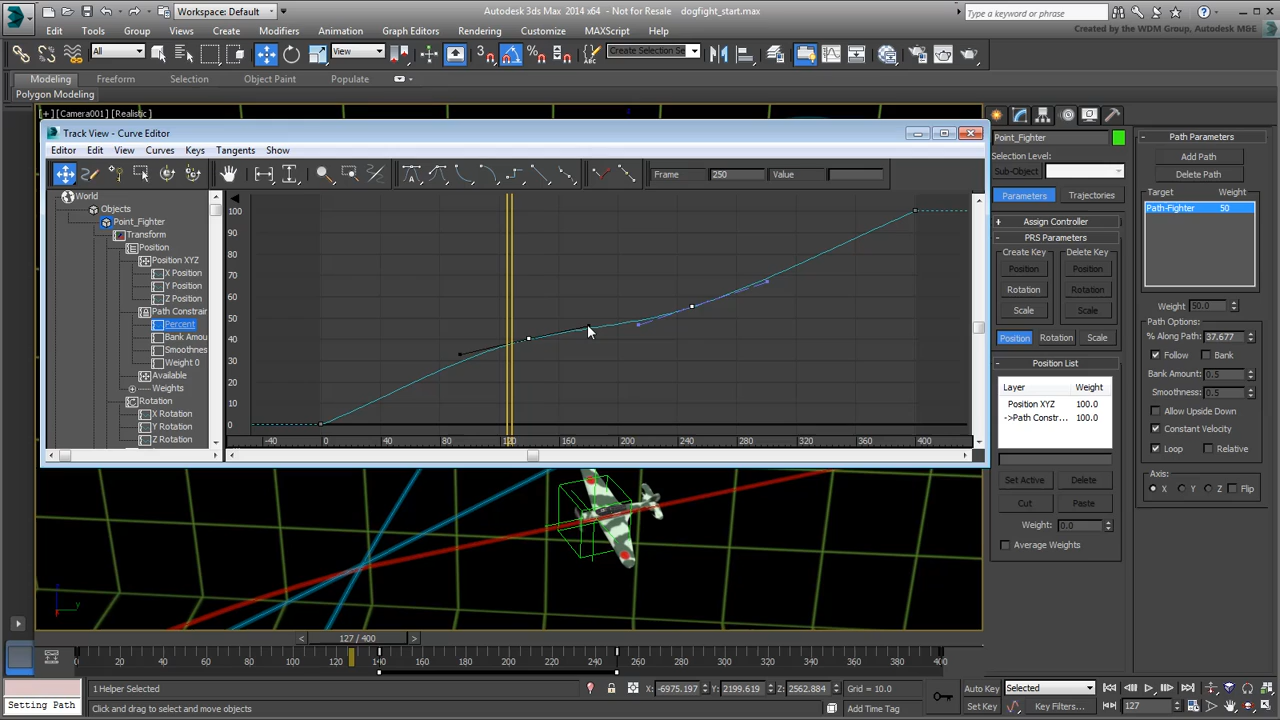 Workspace: Default
Autodesk 3ds Max 2014 x64 - Not for Resale dogfight_start.max
Type a keyword or phrase
Edit Tools Group Views Create Modifiers Animation Graph Editors Rendering Customize MAXScript Help
Created by the WDM Group, Autodesk M&E
All View Create Selection Se
Modeling Freeform Selection Object Paint Populate
Polygon Modeling
[+] [Camera001] [Realistic]
Track View - Curve Editor
Editor Edit View Curves Keys Tangents Show
Frame 250 Value
World
Objects
Point_Fighter
Transform
Position
Position XYZ
X Position
Y Position
Z Position
Path Constrai
Percent
Bank Amou
Smoothnes
Weight 0
Available
Weights
Rotation
X Rotation
Y Rotation
Z Rotation
100
90
80
70
60
50
40
30
20
10
0
-40 0 40 80 120 160 200 240 280 320 360 400
Point_Fighter
Selection Level:
Sub-Object
Parameters Trajectories
+ Assign Controller
- PRS Parameters
Create Key Delete Key
Position Position
Rotation Rotation
Scale Scale
Position Rotation Scale
- Position List
Layer Weight
Position XYZ 100.0
->Path Constr... 100.0
Set Active Delete
Cut Paste
Weight: 0.0
Average Weights
- Path Parameters
Add Path
Delete Path
Target Weight
Path-Fighter 50
Weight 50.0
Path Options:
% Along Path: 37.677
Follow Bank
Bank Amount: 0.5
Smoothness: 0.5
Allow Upside Down
Constant Velocity
Loop Relative
Axis:
X Y Z Flip
z y
< 127 / 400 >
0 20 40 60 80 100 120 140 160 180 200 220 240 260 280 300 320 340 360 380 400
1 Helper Selected X: -6975.197 Y: 2199.619 Z: 2562.884 Grid = 10.0 Auto Key Selected
Setting Path Click and drag to select and move objects Add Time Tag Set Key Key Filters... 127